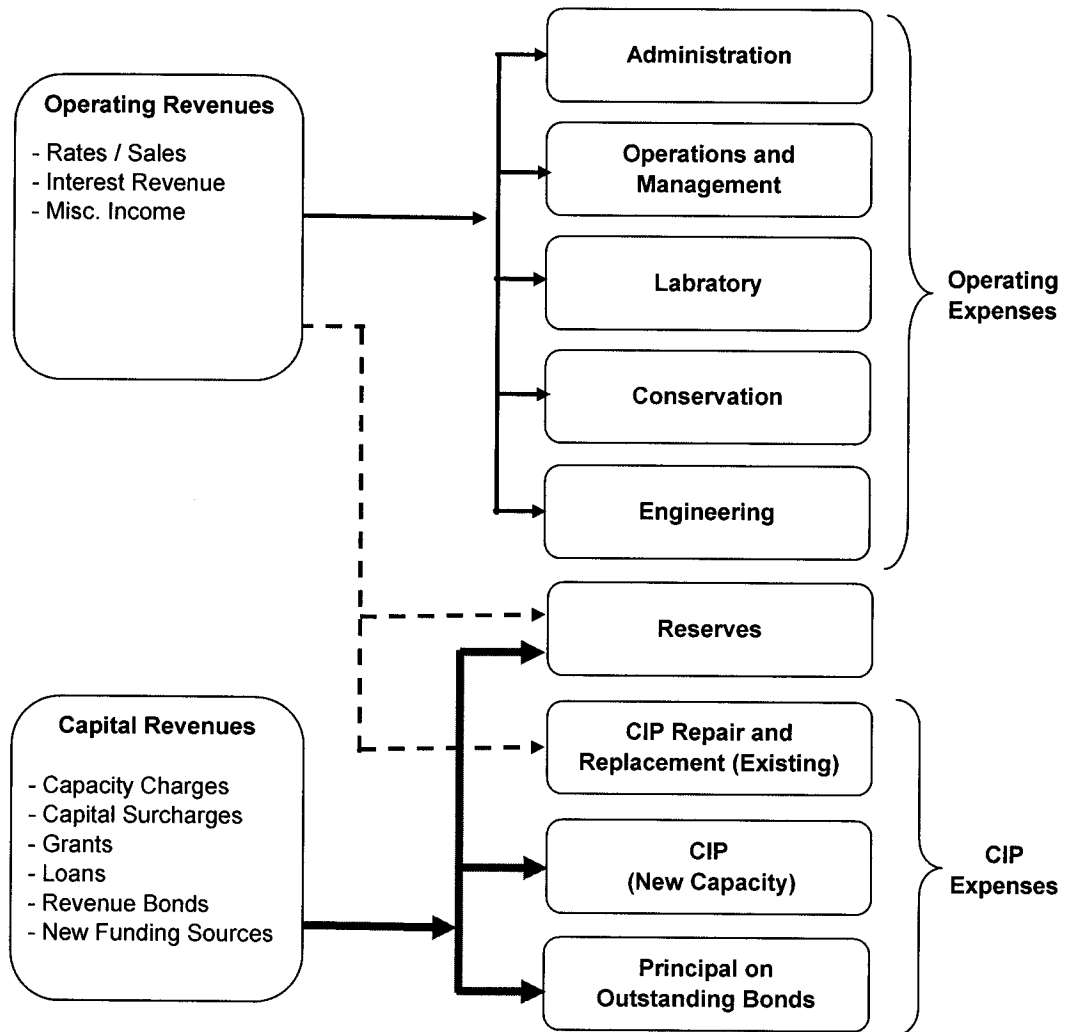 Operating Revenues
- Rates / Sales
- Interest Revenue
- Misc. Income
Administration
Operations and
Management
Labratory
Conservation
Engineering
Operating
Expenses
Reserves
Capital Revenues
- Capacity Charges
- Capital Surcharges
- Grants
- Loans
- Revenue Bonds
- New Funding Sources
CIP Repair and
Replacement (Existing)
CIP
(New Capacity)
Principal on
Outstanding Bonds
CIP
Expenses